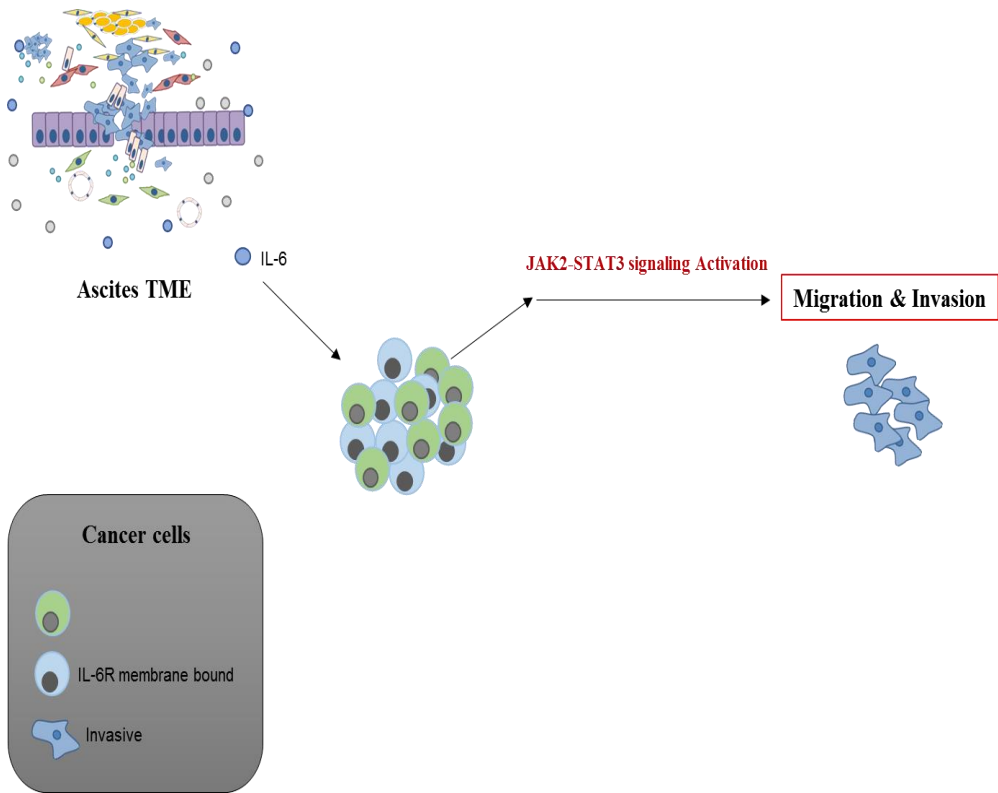 IL-6
Ascites TME
JAK2-STAT3 signaling Activation
Migration & Invasion
Cancer cells
IL-6R membrane bound
Invasive